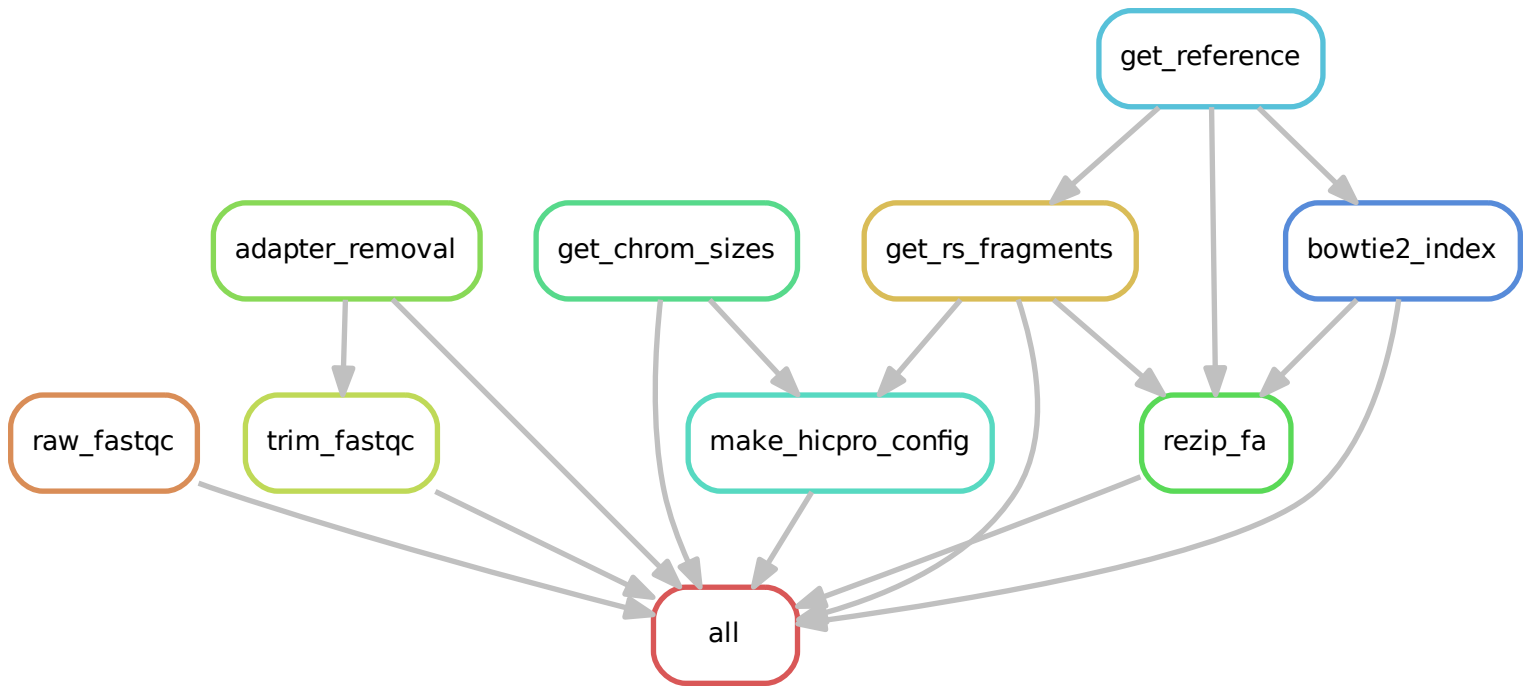 get_reference
adapter_removal
get_chrom_sizes
get_rs_fragments
bowtie2_index
raw_fastqc
trim_fastqc
make_hicpro_config
rezip_fa
all